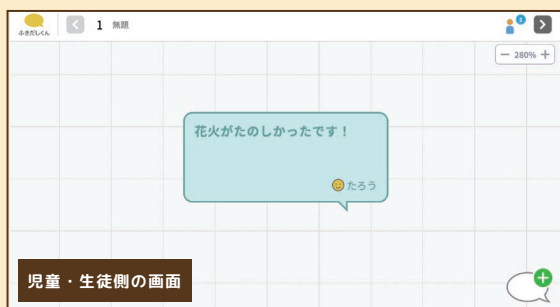 ふきだしくん
1 無題
1
280%
花火がたのしかったです！
たろう
児童・生徒側の画面